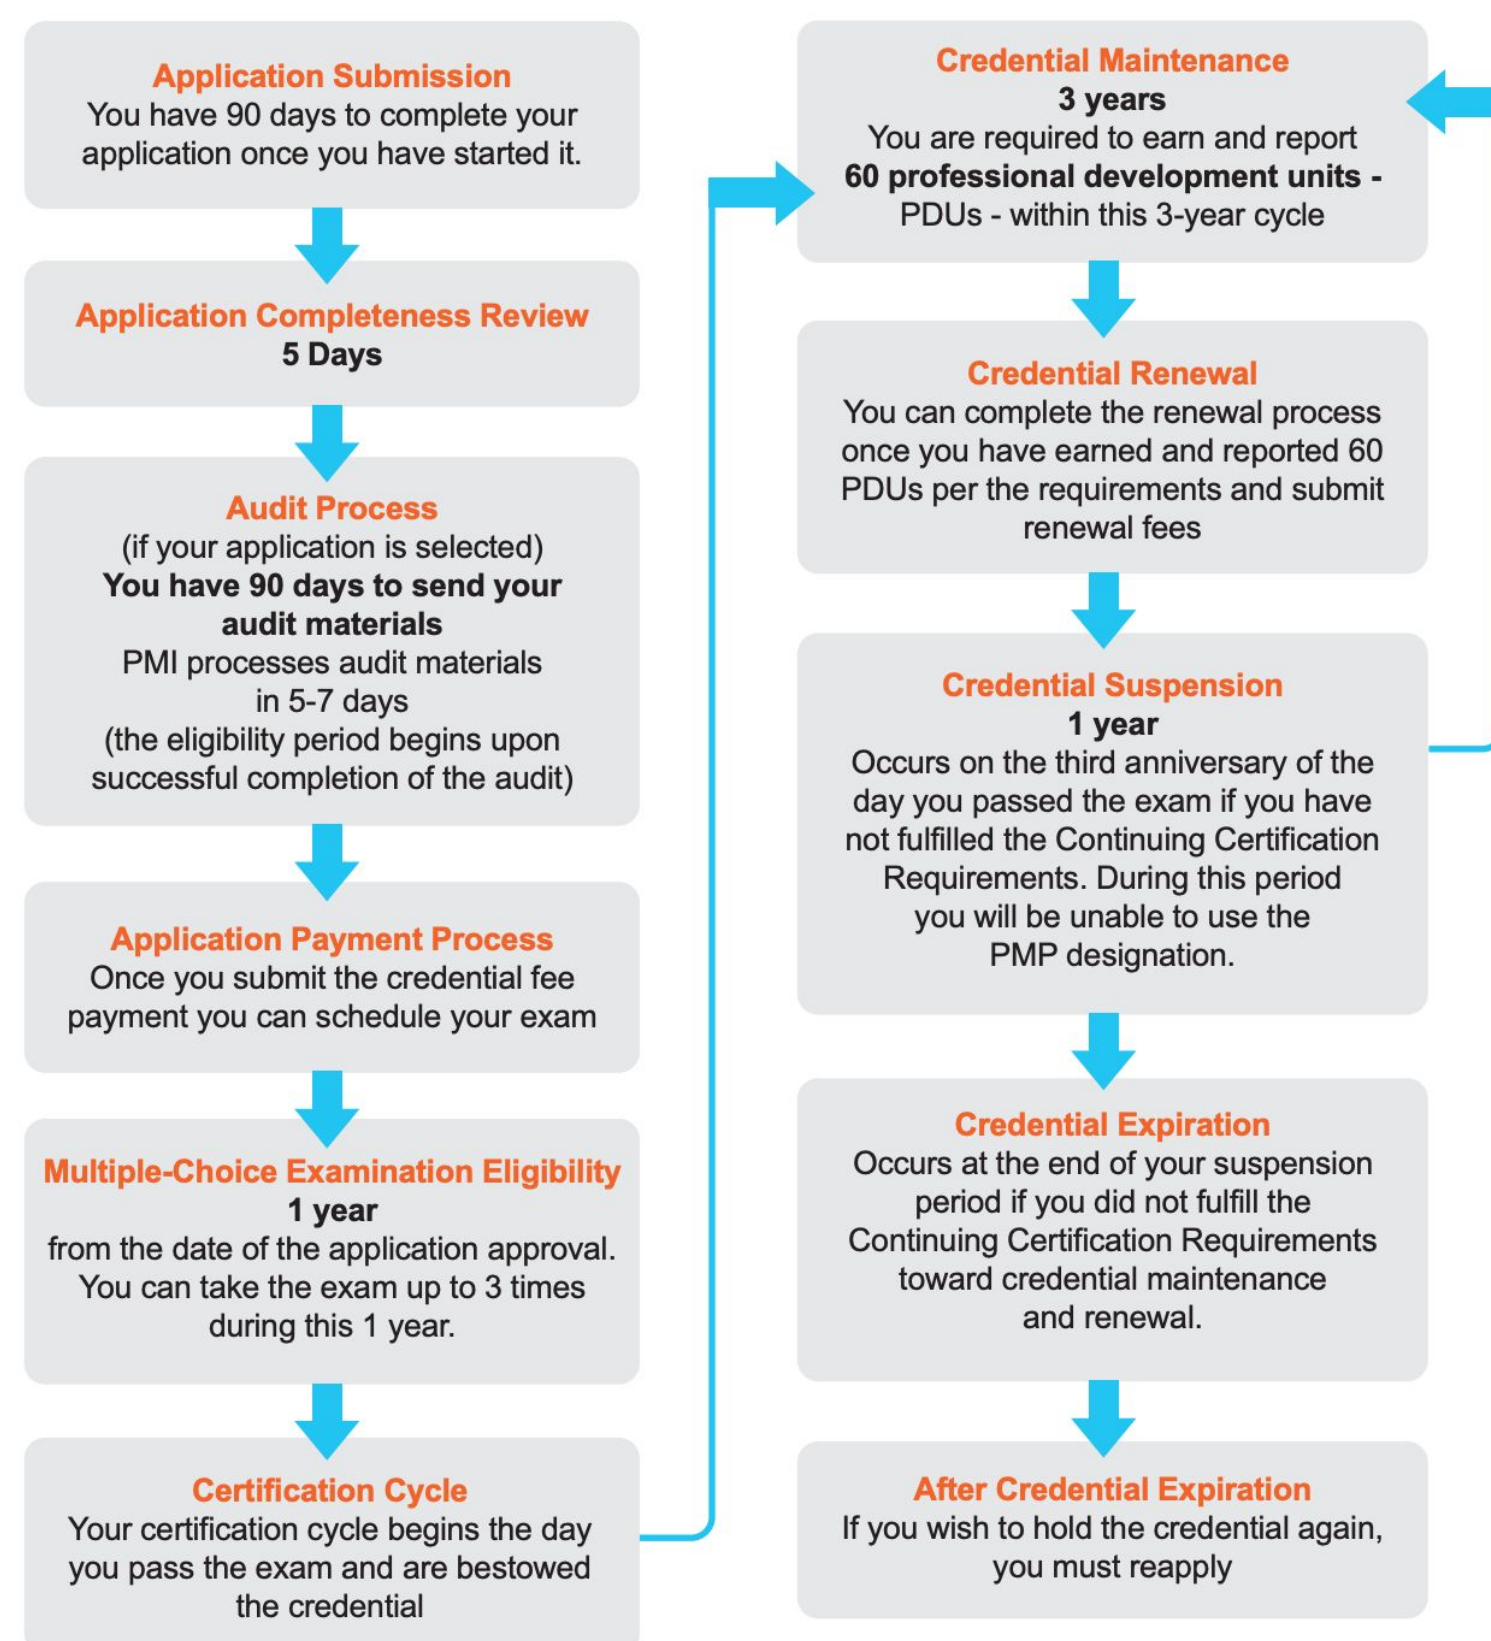 Application Submission
You have 90 days to complete your
application once you have started it.
Application Completeness Review
5 Days
Audit Process
(if your application is selected)
You have 90 days to send your
audit materials
PMI processes audit materials
in 5-7 days
(the eligibility period begins upon
successful completion of the audit)
Application Payment Process
Once you submit the credential fee
payment you can schedule your exam
Multiple-Choice Examination Eligibility
1 year
from the date of the application approval.
You can take the exam up to 3 times
during this 1 year.
Certification Cycle
Your certification cycle begins the day
you pass the exam and are bestowed
the credential
Credential Maintenance
3 years
You are required to earn and report
60 professional development units -
PDUs - within this 3-year cycle
Credential Renewal
You can complete the renewal process
once you have earned and reported 60
PDUs per the requirements and submit
renewal fees
Credential Suspension
1 year
Occurs on the third anniversary of the
day you passed the exam if you have
not fulfilled the Continuing Certification
Requirements. During this period
you will be unable to use the
PMP designation.
Credential Expiration
Occurs at the end of your suspension
period if you did not fulfill the
Continuing Certification Requirements
toward credential maintenance
and renewal.
After Credential Expiration
If you wish to hold the credential again,
you must reapply